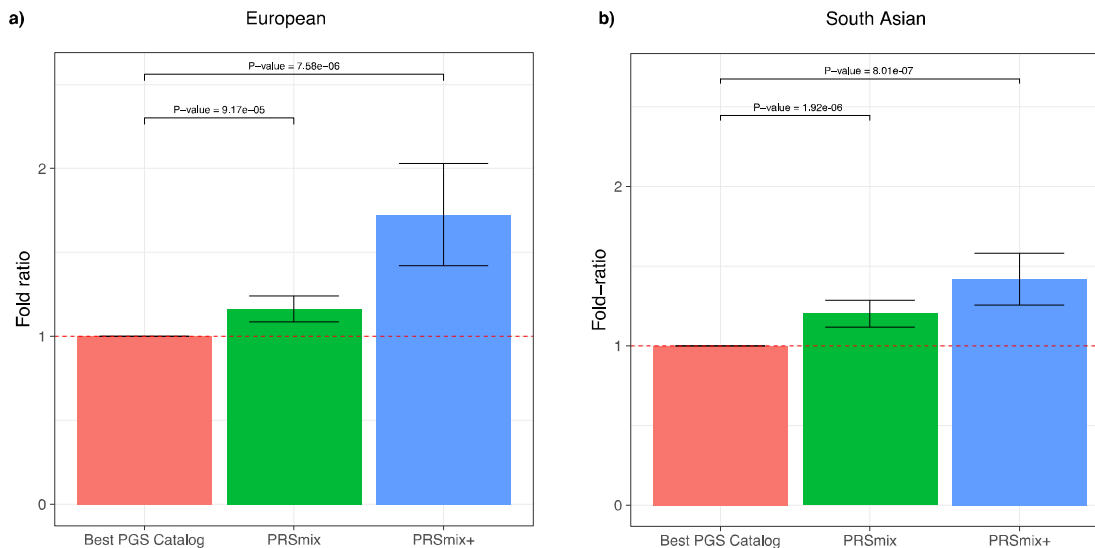 a)
European
P−value = 7.58e−06
P−value = 9.17e−05
2
1
0
Fold ratio
Best PGS Catalog
PRSmix
PRSmix+
b)
South Asian
P−value = 8.01e−07
P−value = 1.92e−06
2
1
0
Fold−ratio
Best PGS Catalog
PRSmix
PRSmix+